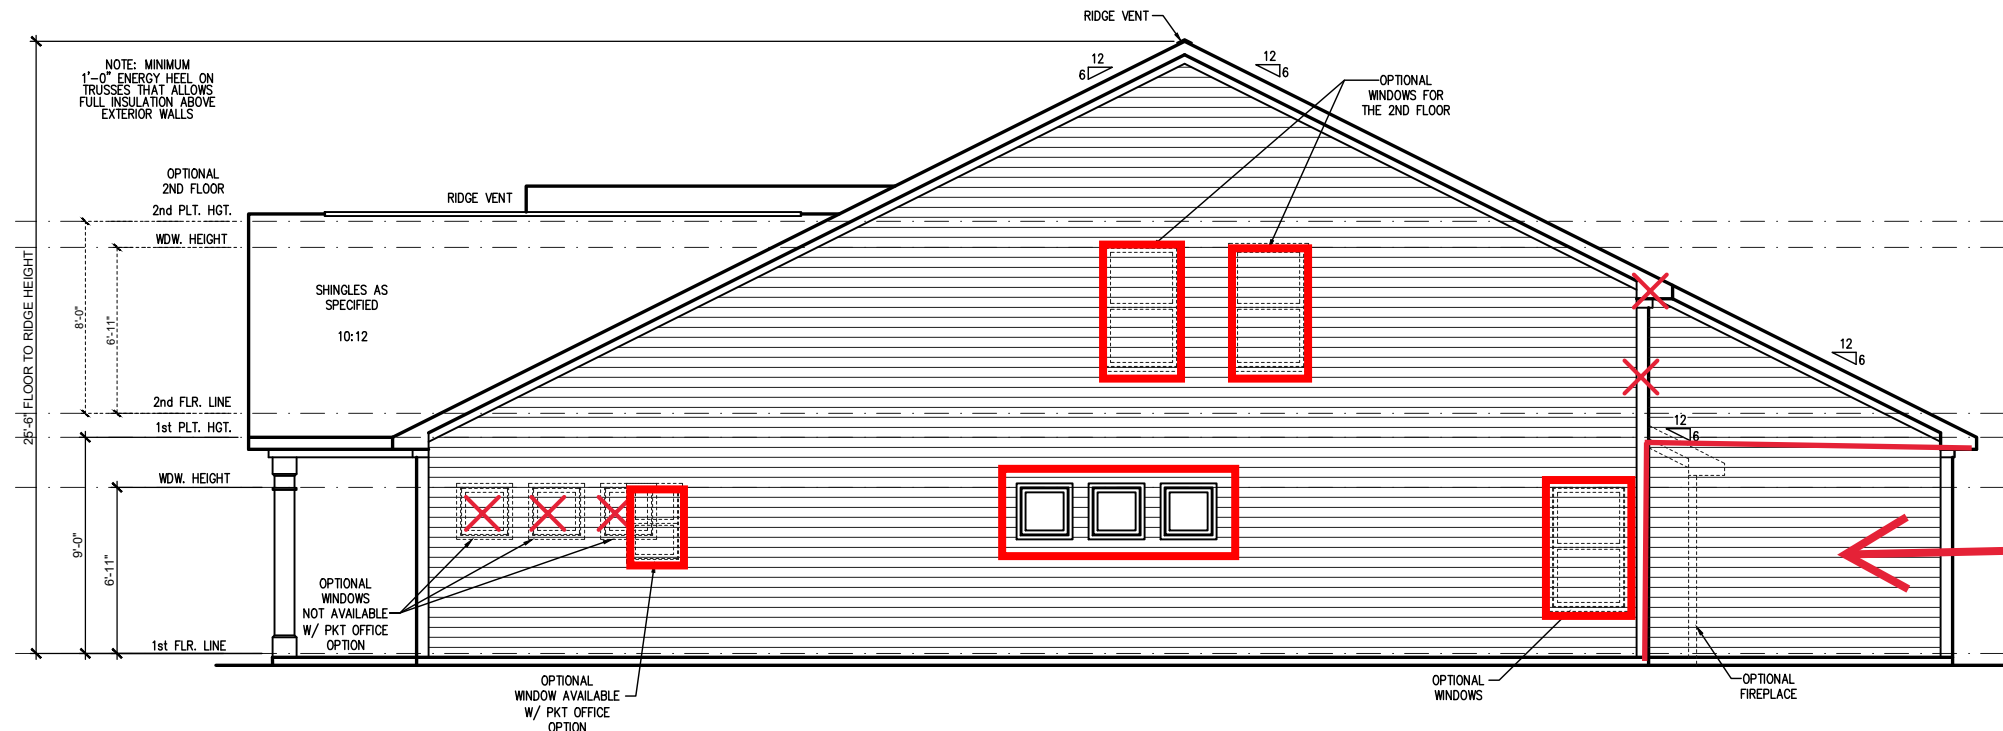 RIDGE VENT
12
6
12
6
NOTE: MINIMUM
1'-0" ENERGY HEEL ON
TRUSSES THAT ALLOWS
FULL INSULATION ABOVE
EXTERIOR WALLS
OPTIONAL
WINDOWS FOR
THE 2ND FLOOR
OPTIONAL
2ND FLOOR
2nd PLT. HGT.
RIDGE VENT
WDW. HEIGHT
25'-6" FLOOR TO RIDGE HEIGHT
8'-0"
6'-11"
SHINGLES AS
SPECIFIED
10:12
12
6
2nd FLR. LINE
1st PLT. HGT.
12
6
WDW. HEIGHT
9'-0"
6'-11"
OPTIONAL
WINDOWS
NOT AVAILABLE
W/ PKT OFFICE
OPTION
1st FLR. LINE
OPTIONAL
WINDOW AVAILABLE
W/ PKT OFFICE
OPTION
OPTIONAL
WINDOWS
OPTIONAL
FIREPLACE